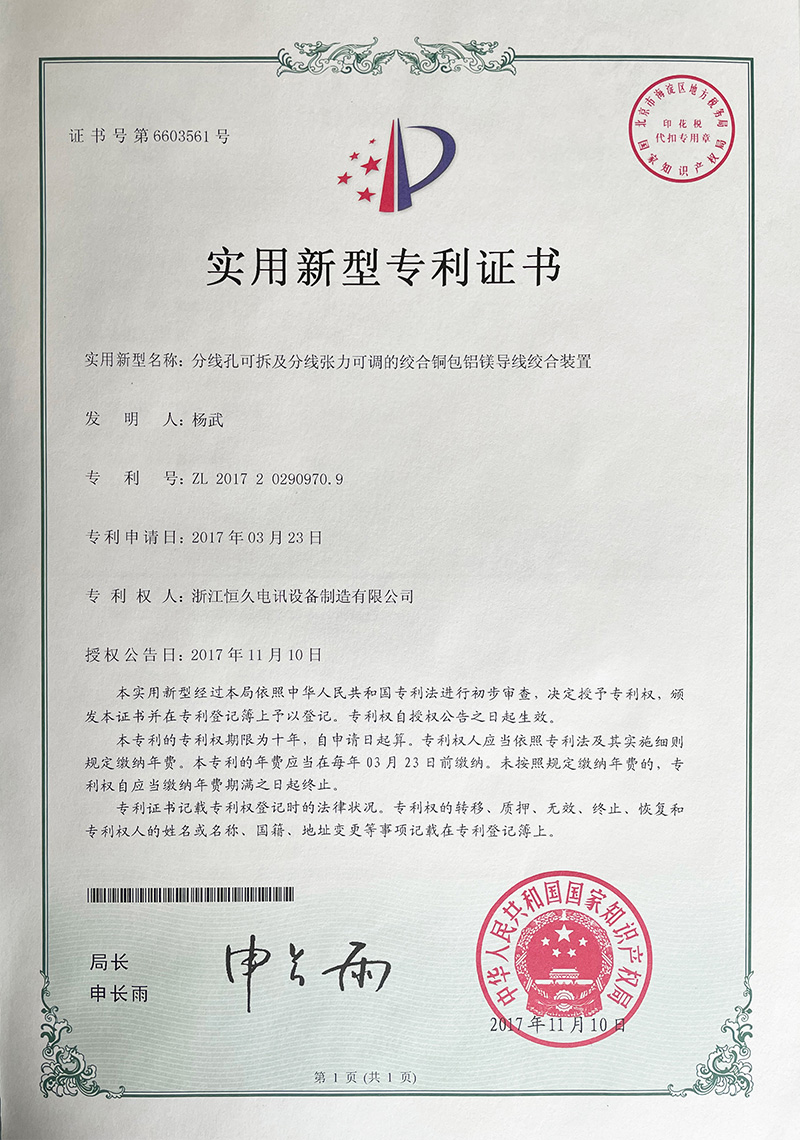 证书号第6603561号
北京市海淀区地方税务局
印花税
代扣专用章
国家知识产权局
实用新型专利证书
实用新型名称：分线孔可拆及分线张力可调的绞合铜包铝镁导线绞合装置
发明人：杨武
专利号：ZL 2017 2 0290970.9
专利申请日：2017年03月23日
专利权人：浙江恒久电讯设备制造有限公司
授权公告日：2017年11月10日
本实用新型经过本局依照中华人民共和国专利法进行初步审查，决定授予专利权，颁
发本证书并在专利登记簿上予以登记。专利权自授权公告之日起生效。
本专利的专利权期限为十年，自申请日起算。专利权人应当依照专利法及其实施细则
规定缴纳年费。本专利的年费应当在每年03月23日前缴纳。未按照规定缴纳年费的，专
利权自应当缴纳年费期满之日起终止。
专利证书记载专利权登记时的法律状况。专利权的转移、质押、无效、终止、恢复和
专利权人的姓名或名称、国籍、地址变更等事项记载在专利登记簿上。
局长
申长雨
申长雨
中华人民共和国国家知识产权局
2017年11月10日
第1页(共1页)